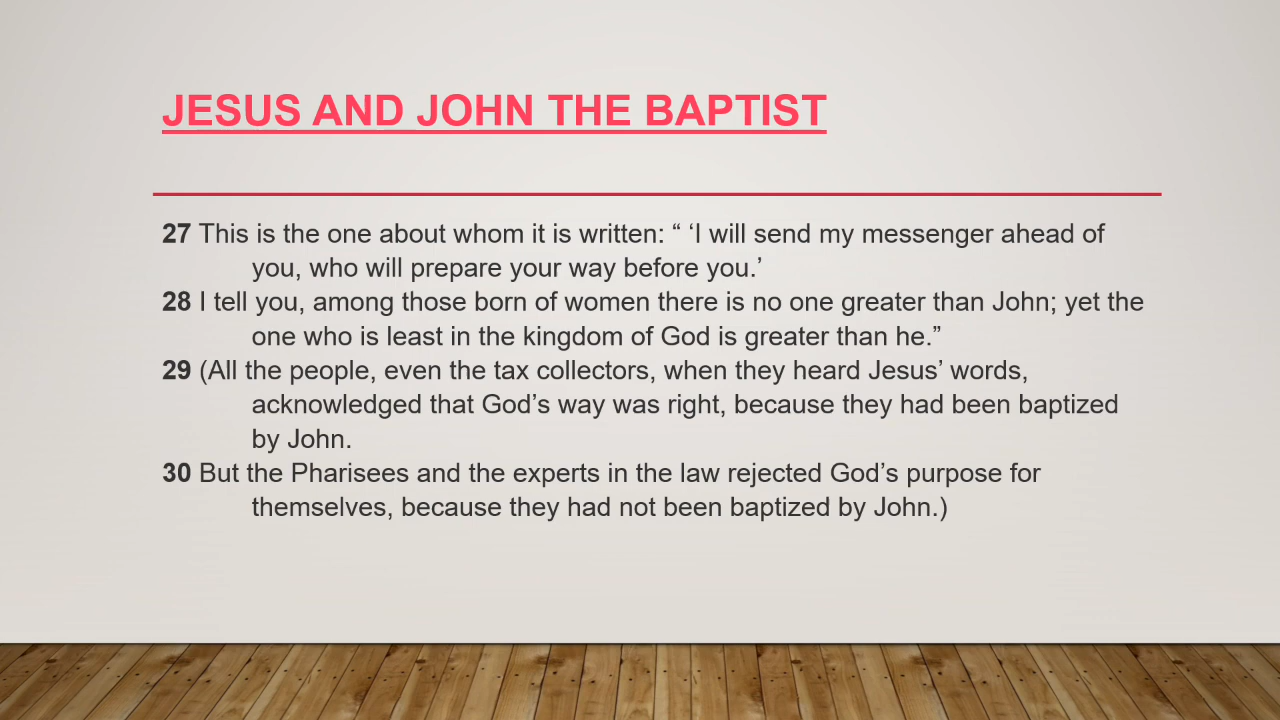 JESUS AND JOHN THE BAPTIST
27 This is the one about whom it is written: “ ‘I will send my messenger ahead of
you, who will prepare your way before you.’
28 I tell you, among those born of women there is no one greater than John; yet the
one who is least in the kingdom of God is greater than he.”
29 (All the people, even the tax collectors, when they heard Jesus’ words,
acknowledged that God’s way was right, because they had been baptized
by John.
30 But the Pharisees and the experts in the law rejected God’s purpose for
themselves, because they had not been baptized by John.)